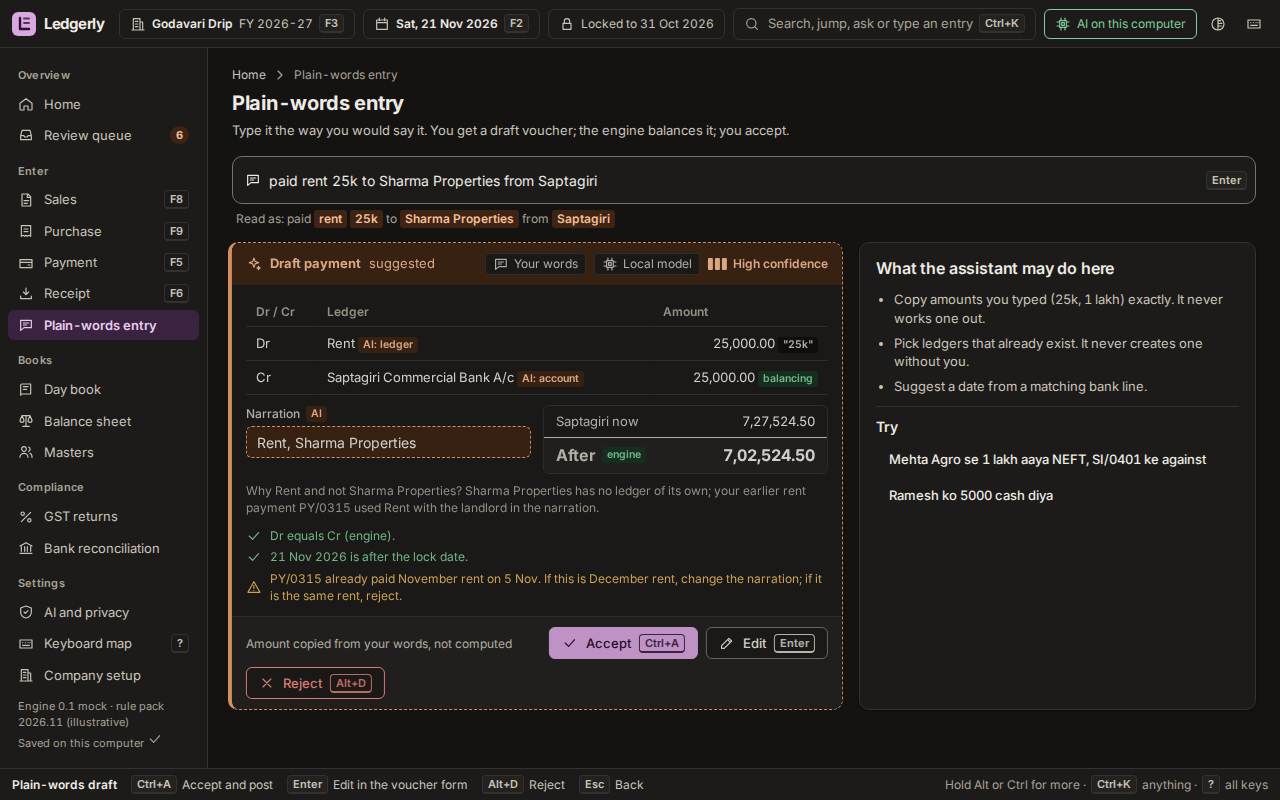 Ledgerly
Godavari Drip FY 2026-27 F3
Sat, 21 Nov 2026 F2
Locked to 31 Oct 2026
Search, jump, ask or type an entry Ctrl+K
AI on this computer
Overview
Home
Review queue 6
Enter
Sales F8
Purchase F9
Payment F5
Receipt F6
Plain-words entry
Books
Day book
Balance sheet
Masters
Compliance
GST returns
Bank reconciliation
Settings
AI and privacy
Keyboard map ?
Company setup
Engine 0.1 mock · rule pack
2026.11 (illustrative)
Saved on this computer
Home > Plain-words entry
Plain-words entry
Type it the way you would say it. You get a draft voucher; the engine balances it; you accept.
paid rent 25k to Sharma Properties from Saptagiri Enter
Read as: paid rent 25k to Sharma Properties from Saptagiri
Draft payment suggested Your words Local model High confidence
Dr / Cr Ledger Amount
Dr Rent AI: ledger 25,000.00 "25k"
Cr Saptagiri Commercial Bank A/c AI: account 25,000.00 balancing
Narration AI
Rent, Sharma Properties
Saptagiri now 7,27,524.50
After engine 7,02,524.50
Why Rent and not Sharma Properties? Sharma Properties has no ledger of its own; your earlier rent
payment PY/0315 used Rent with the landlord in the narration.
Dr equals Cr (engine).
21 Nov 2026 is after the lock date.
PY/0315 already paid November rent on 5 Nov. If this is December rent, change the narration; if it
is the same rent, reject.
Amount copied from your words, not computed
Accept Ctrl+A
Edit Enter
Reject Alt+D
What the assistant may do here
• Copy amounts you typed (25k, 1 lakh) exactly. It never
works one out.
• Pick ledgers that already exist. It never creates one
without you.
• Suggest a date from a matching bank line.
Try
Mehta Agro se 1 lakh aaya NEFT, SI/0401 ke against
Ramesh ko 5000 cash diya
Plain-words draft Ctrl+A Accept and post Enter Edit in the voucher form Alt+D Reject Esc Back
Hold Alt or Ctrl for more · Ctrl+K anything · ? all keys